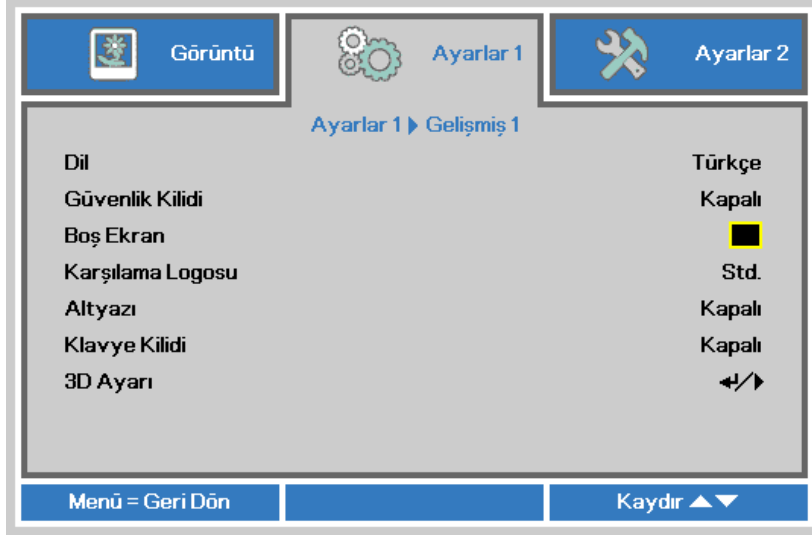 Görüntü
Ayarlar 1
Ayarlar 2
Ayarlar 1 Gelişmiş 1
Dil Türkçe
Güvenlik Kilidi Kapalı
Boş Ekran
Karşılama Logosu Std.
Altyazı Kapalı
Klavye Kilidi Kapalı
3D Ayarı
Menü = Geri Dön
Kaydır